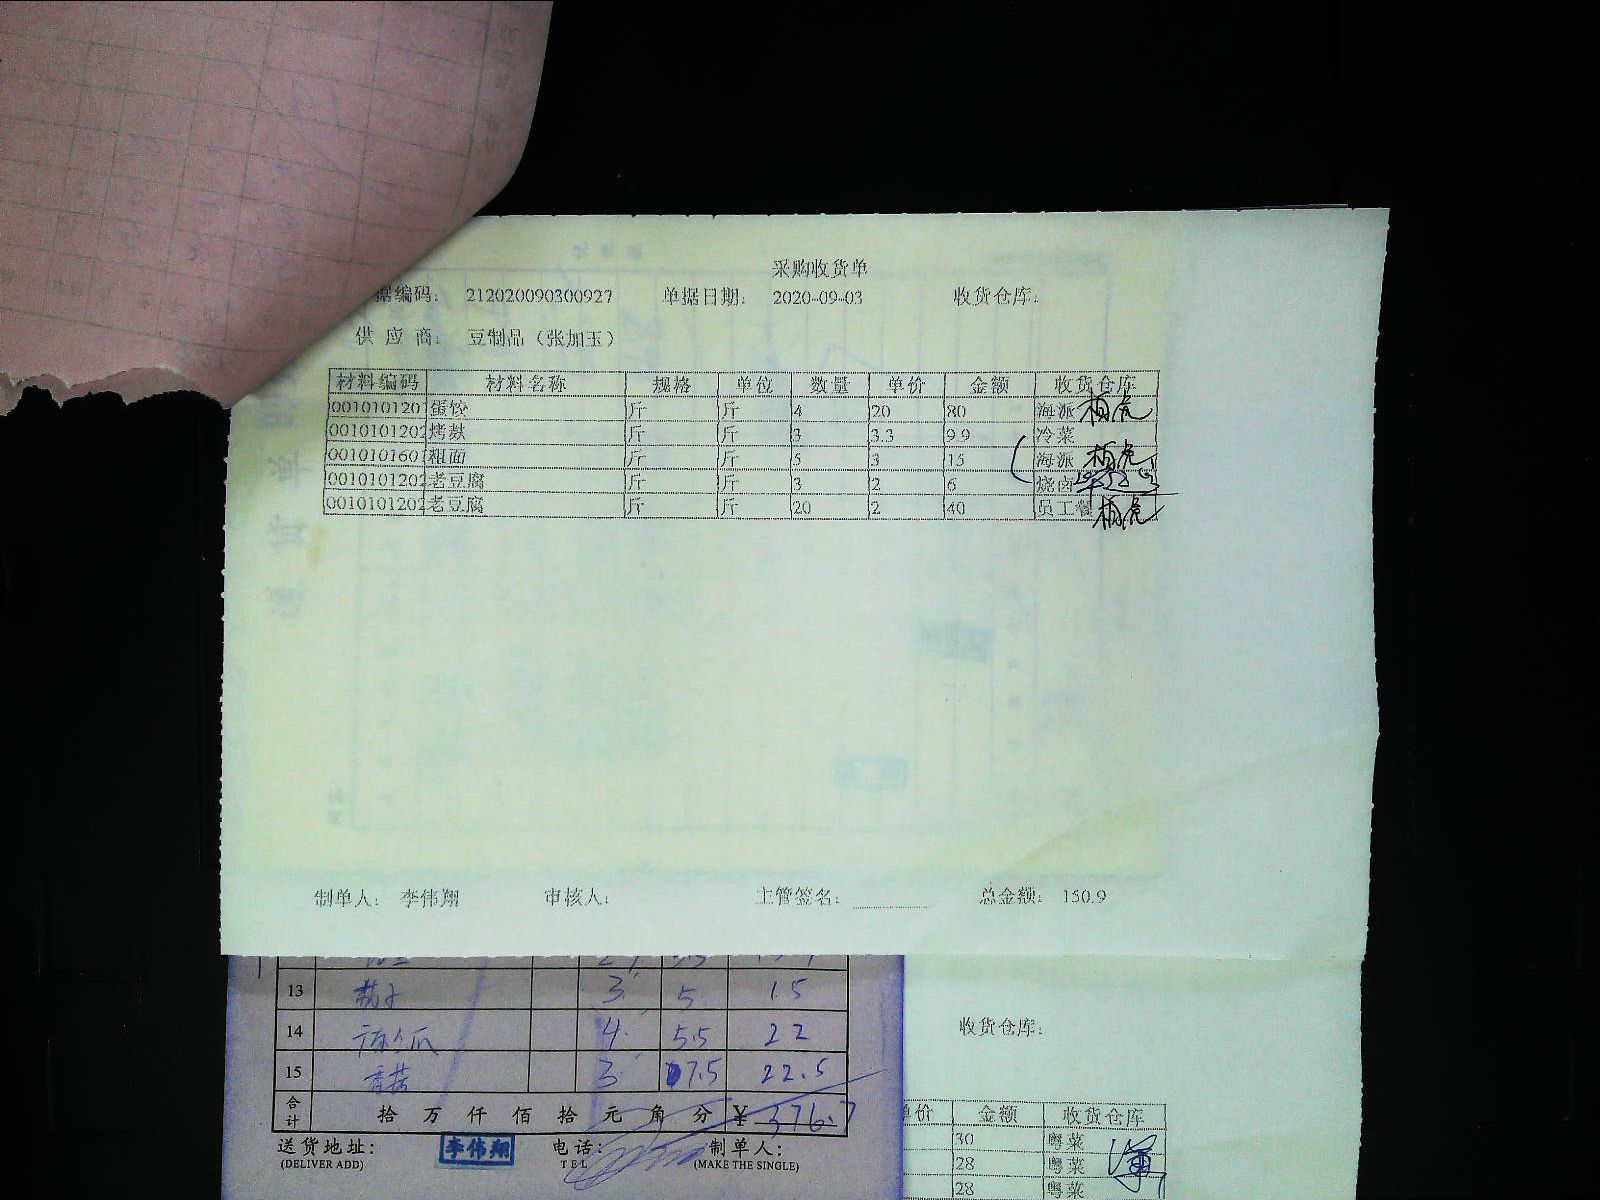 采购收货单
据编码: 212020090300927 单据日期: 2020-09-03 收货仓库:
供应商: 豆制品（张加玉）
材料编码 材料名称 规格 单位 数量 单价 金额 收货仓库
0010101201 蛋饺 斤 斤 4 20 80 海派
0010101202 烤麸 斤 斤 3 3.3 9.9 冷菜
0010101601 粗面 斤 斤 5 3 15 海派
0010101202 老豆腐 斤 斤 3 2 6 烧卤
0010101202 老豆腐 斤 斤 20 2 40 员工餐
制单人: 李伟翔 审核人: 主管签名: 总金额: 150.9
13 3 5 15
14 4 5.5 22
15 3 7.5 22.5
合计 拾万仟佰拾元角分 ¥ 376.7
送货地址: 李伟翔 电话: 制单人:
(DELIVER ADD) TEL (MAKE THE SINGLE)
收货仓库:
单价 金额 收货仓库
30 粤菜
28 粤菜
28 粤菜